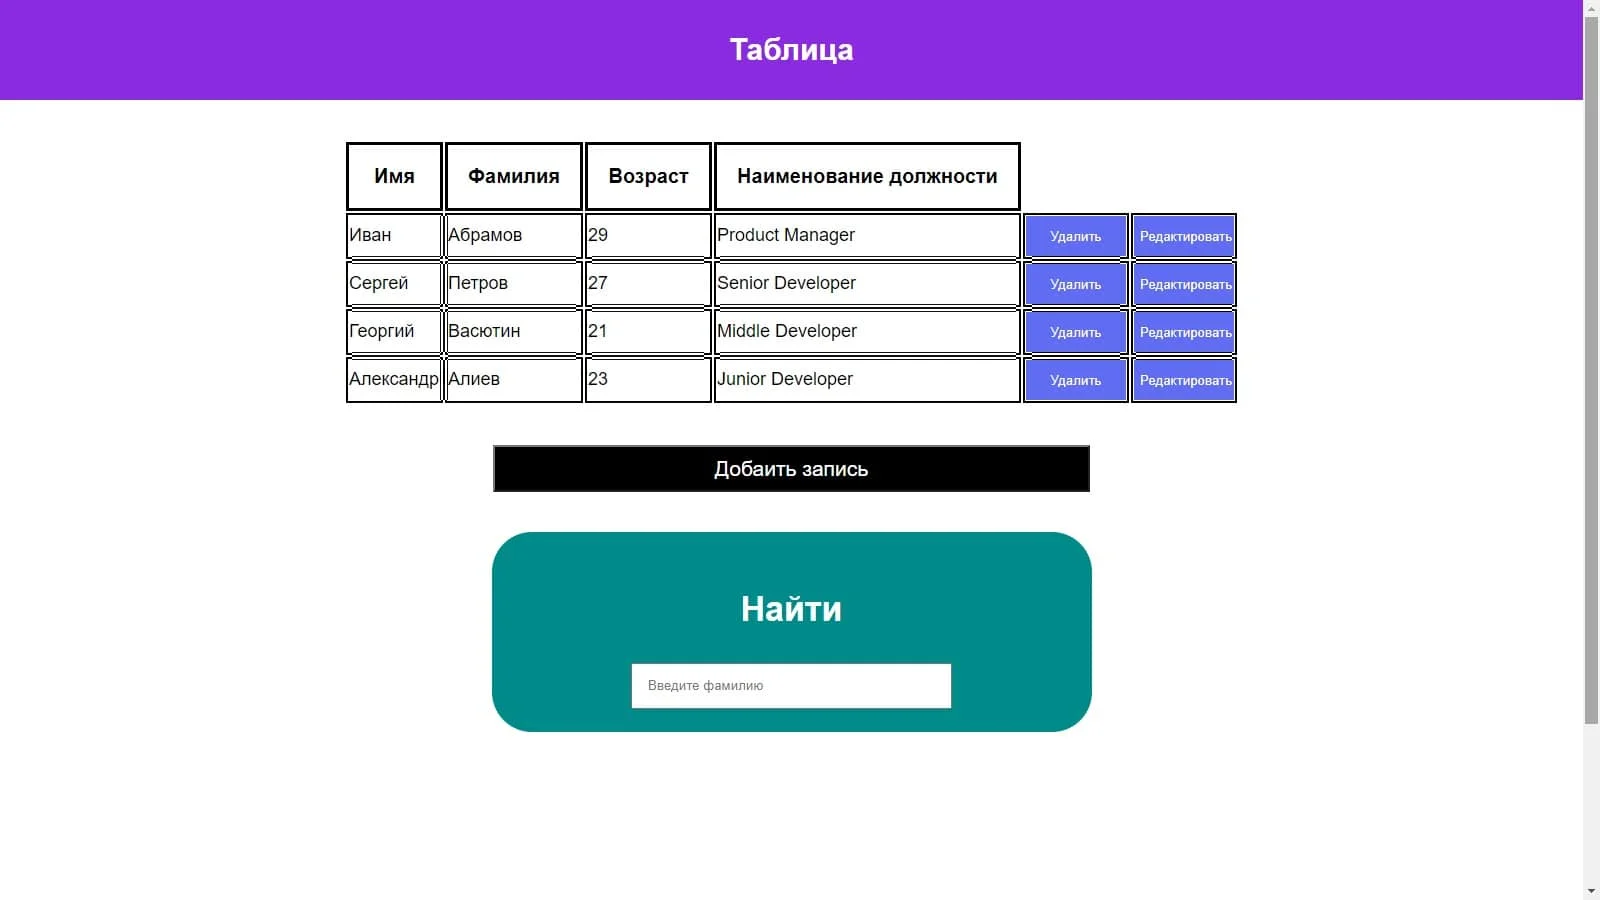 Таблица
Имя Фамилия Возраст Наименование должности
Иван Абрамов 29 Product Manager Удалить Редактировать
Сергей Петров 27 Senior Developer Удалить Редактировать
Георгий Васютин 21 Middle Developer Удалить Редактировать
Александр Алиев 23 Junior Developer Удалить Редактировать
Добаить запись
Найти
Введите фамилию